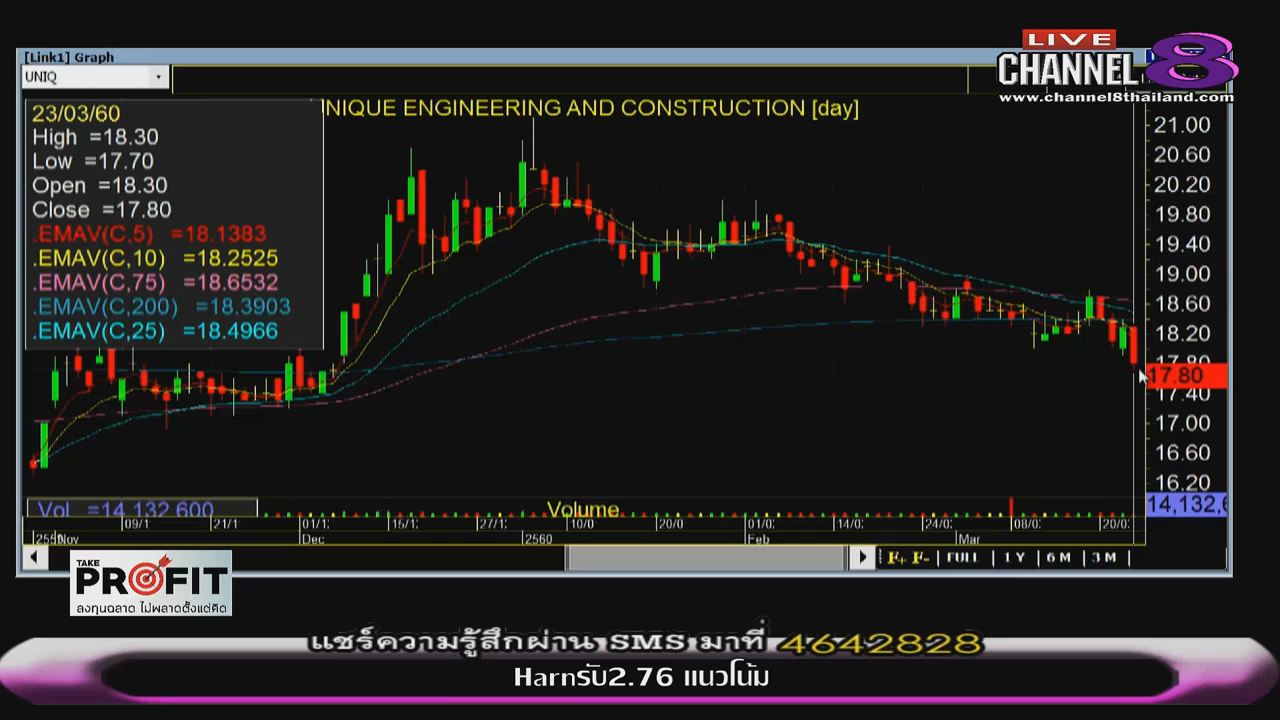 [Link1] Graph
LIVE
CHANNEL 8
www.channel8thailand.com
UNIQ
NIQUE ENGINEERING AND CONSTRUCTION [day]
23/03/60
High =18.30
Low =17.70
Open =18.30
Close =17.80
.EMAV(C,5) =18.1383
.EMAV(C,10) =18.2525
.EMAV(C,75) =18.6532
.EMAV(C,200) =18.3903
.EMAV(C,25) =18.4966
21.00
20.60
20.20
19.80
19.40
19.00
18.60
18.20
17.80
17.80
17.40
17.00
16.60
16.20
Vol =14,132,600
Volume
14,132,6
09/1 21/1 01/1: 15/1: 27/1: 10/0 20/0 01/0: 14/0: 24/0: 08/0: 20/0:
Nov Dec 2560 Feb Mar
F+ F- FULL 1 Y 6 M 3 M
TAKE
PROFIT
ลงทุนฉลาด ไม่พลาดตั้งแต่คิด
แชร์ความรู้สึกผ่าน SMS มาที่ 4642828
Harnรับ2.76 แนวโน้ม